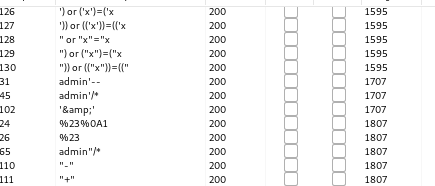 126 ') or ('x')=('x 200 1595
127 ')) or (('x'))=(('x 200 1595
128 " or "x"="x 200 1595
129 ") or ("x")=("x 200 1595
130 ")) or (("x"))=((" 200 1595
31 admin'-- 200 1707
45 admin'/* 200 1707
102 '&amp;' 200 1707
24 %23%0A1 200 1807
26 %23 200 1807
65 admin"/* 200 1807
110 "-" 200 1807
111 "+" 200 1807